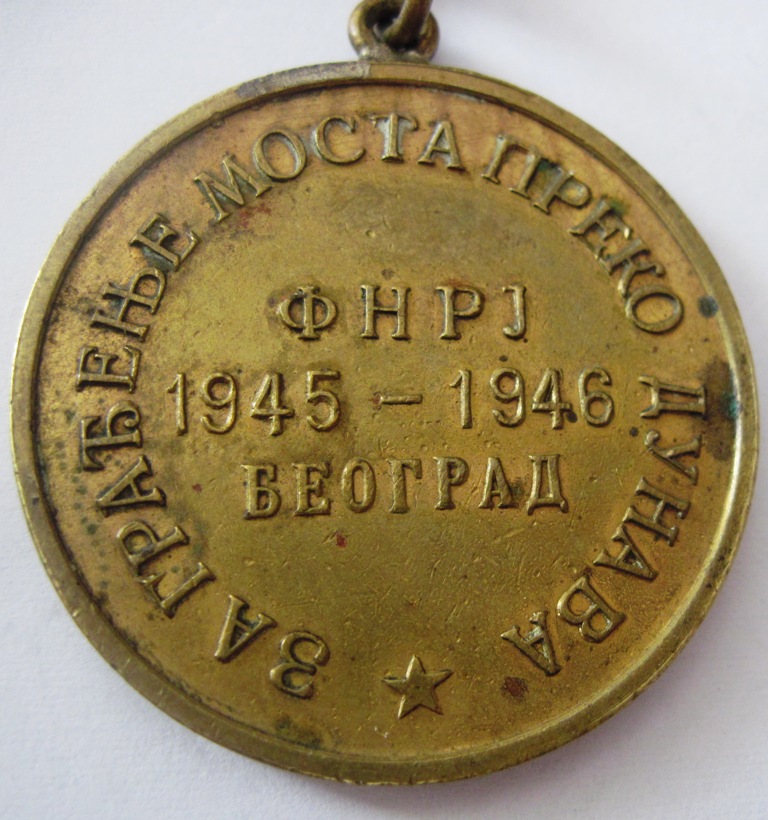 ЗА ГРАЂЕЊЕ МОСТА ПРЕКО ДУНАВА
ФНРЈ
1945 – 1946
БЕОГРАД